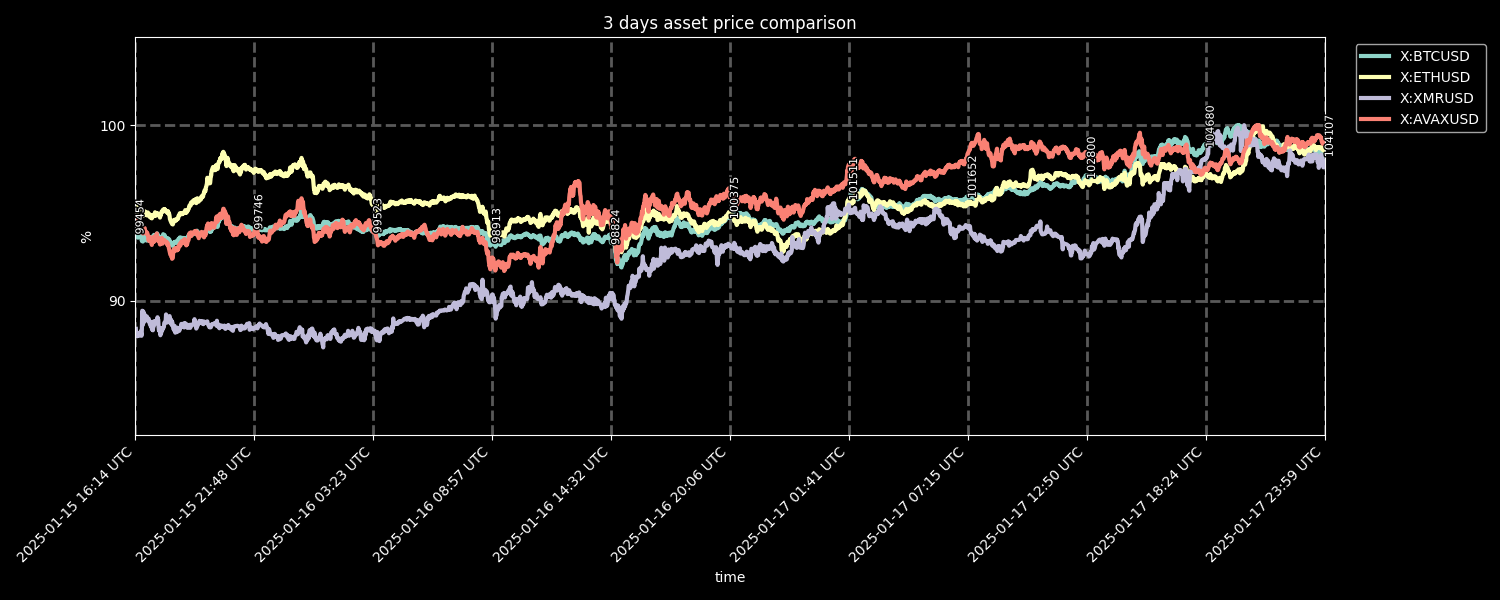 3 days asset price comparison
X:BTCUSD
X:ETHUSD
X:XMRUSD
X:AVAXUSD
100
90
%
99454
99746
99523
98913
98824
100375
101511
101652
102800
104680
104107
2025-01-15 16:14 UTC
2025-01-15 21:48 UTC
2025-01-16 03:23 UTC
2025-01-16 08:57 UTC
2025-01-16 14:32 UTC
2025-01-16 20:06 UTC
2025-01-17 01:41 UTC
2025-01-17 07:15 UTC
2025-01-17 12:50 UTC
2025-01-17 18:24 UTC
2025-01-17 23:59 UTC
time